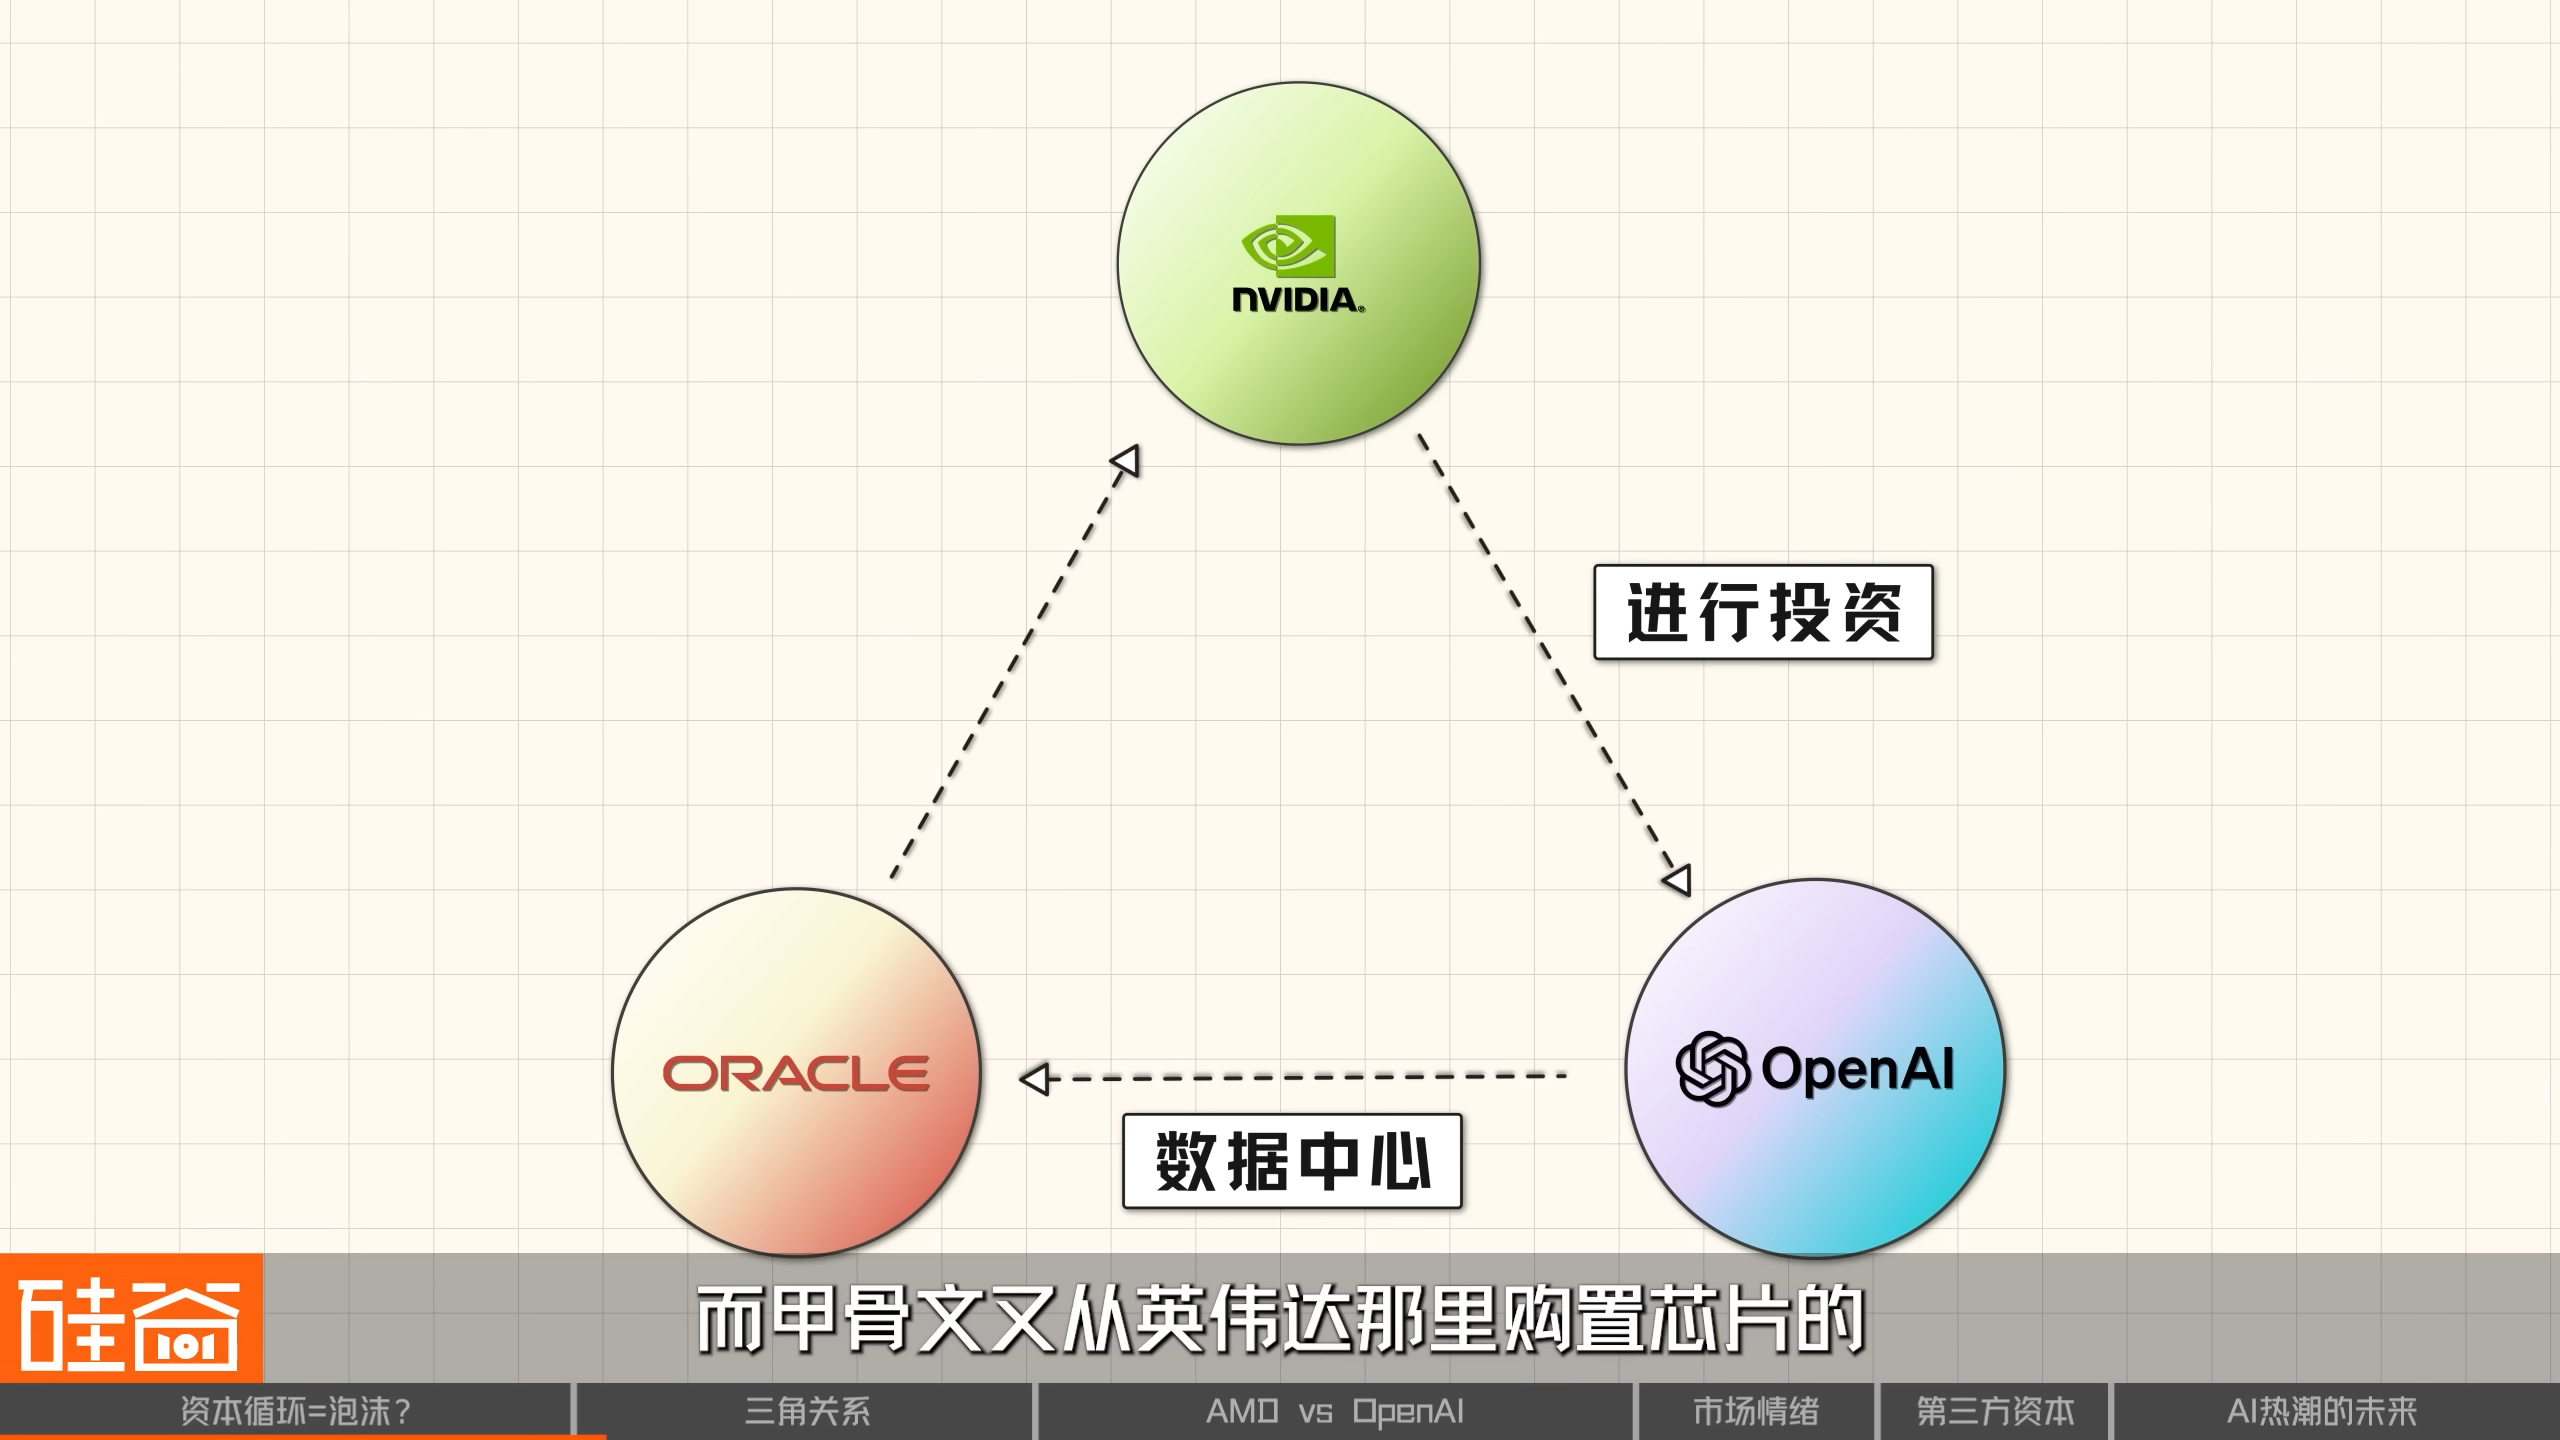 NVIDIA
进行投资
ORACLE
OpenAI
数据中心
硅谷101
而甲骨文又从英伟达那里购置芯片的
资本循环=泡沫？
三角关系
AMD vs OpenAI
市场情绪
第三方资本
AI热潮的未来